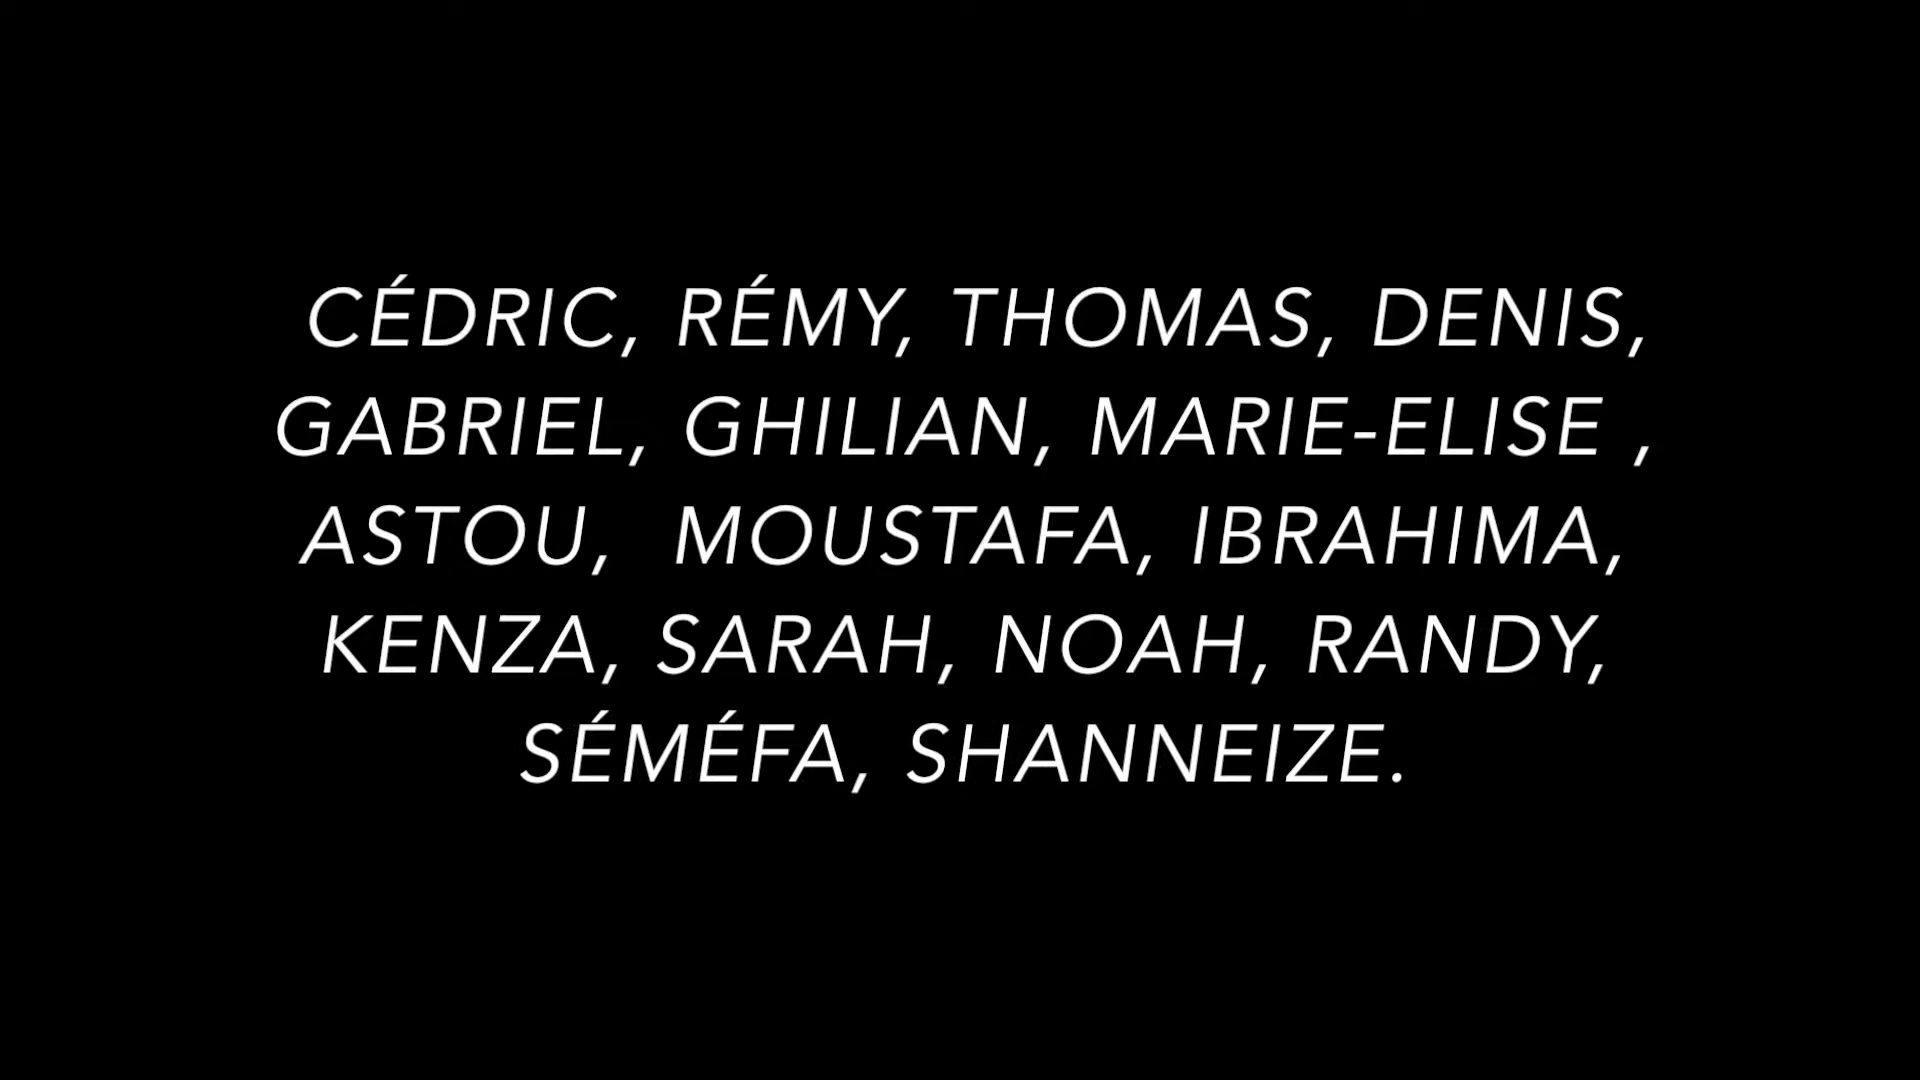 CÉDRIC, RÉMY, THOMAS, DENIS,
GABRIEL, GHILIAN, MARIE-ELISE ,
ASTOU,  MOUSTAFA, IBRAHIMA,
KENZA, SARAH, NOAH, RANDY,
SÉMÉFA, SHANNEIZE.